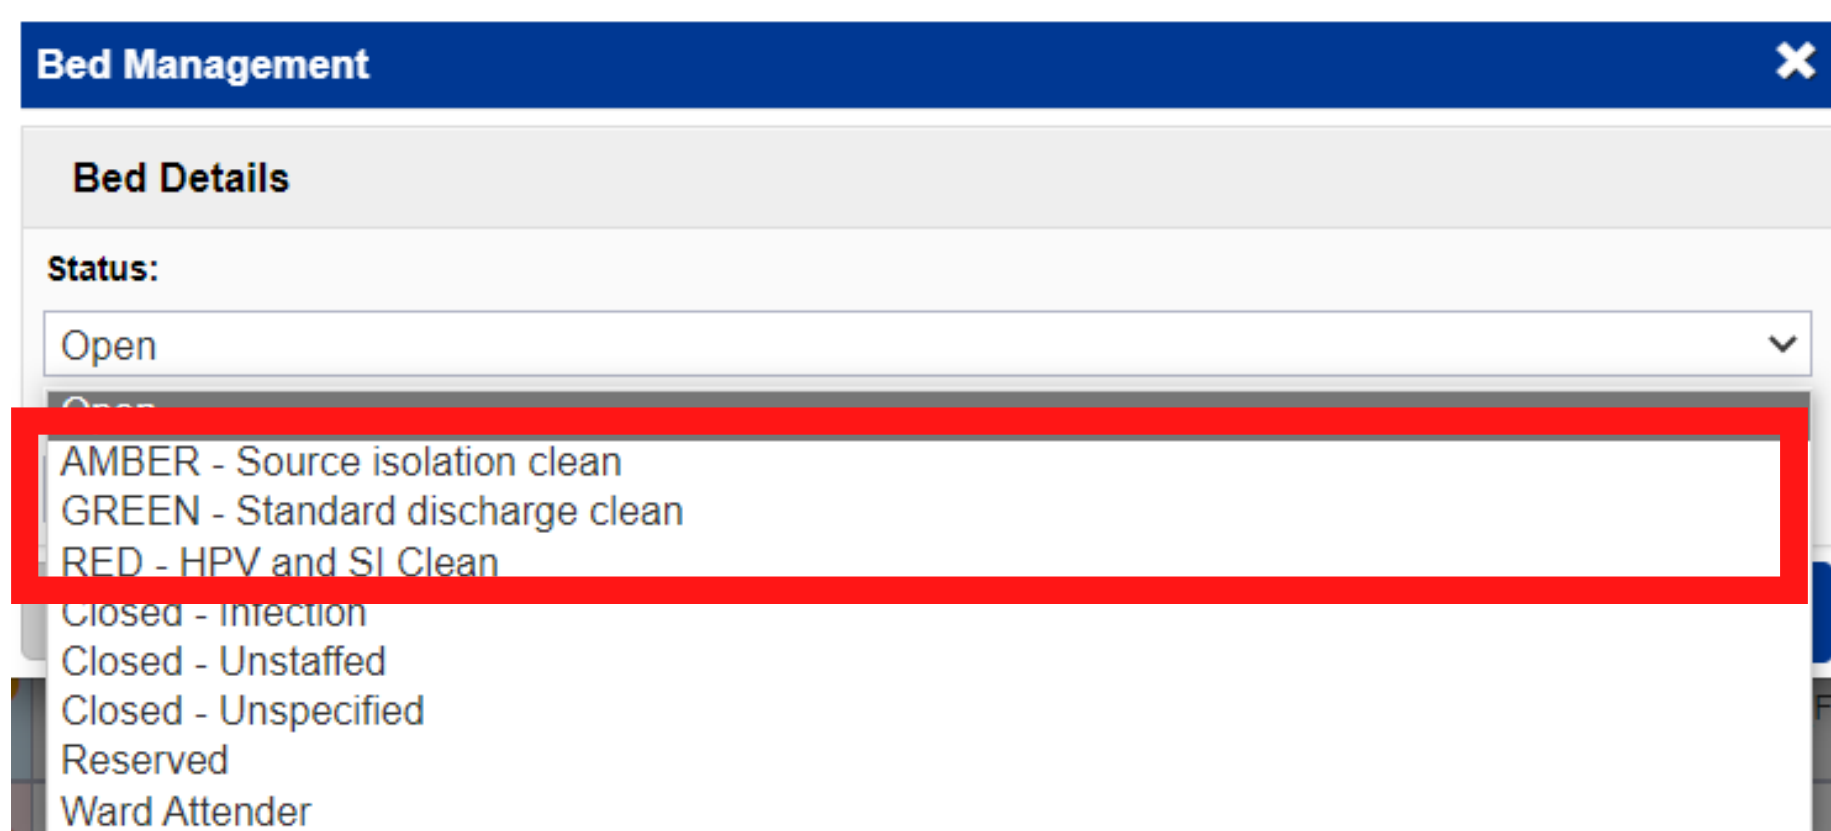 Bed Management
Bed Details
Status:
Open
Open
AMBER - Source isolation clean
GREEN - Standard discharge clean
RED - HPV and SI Clean
Closed - Infection
Closed - Unstaffed
Closed - Unspecified
Reserved
Ward Attender